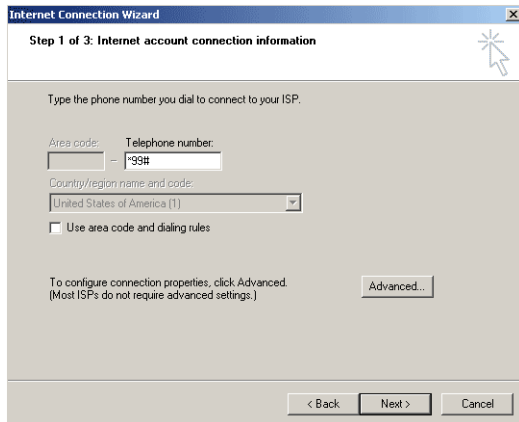 Internet Connection Wizard
Step 1 of 3: Internet account connection information
Type the phone number you dial to connect to your ISP.
Area code: Telephone number:
– *99#
Country/region name and code:
United States of America (1)
Use area code and dialing rules
To configure connection properties, click Advanced.
(Most ISPs do not require advanced settings.)
Advanced...
< Back Next > Cancel